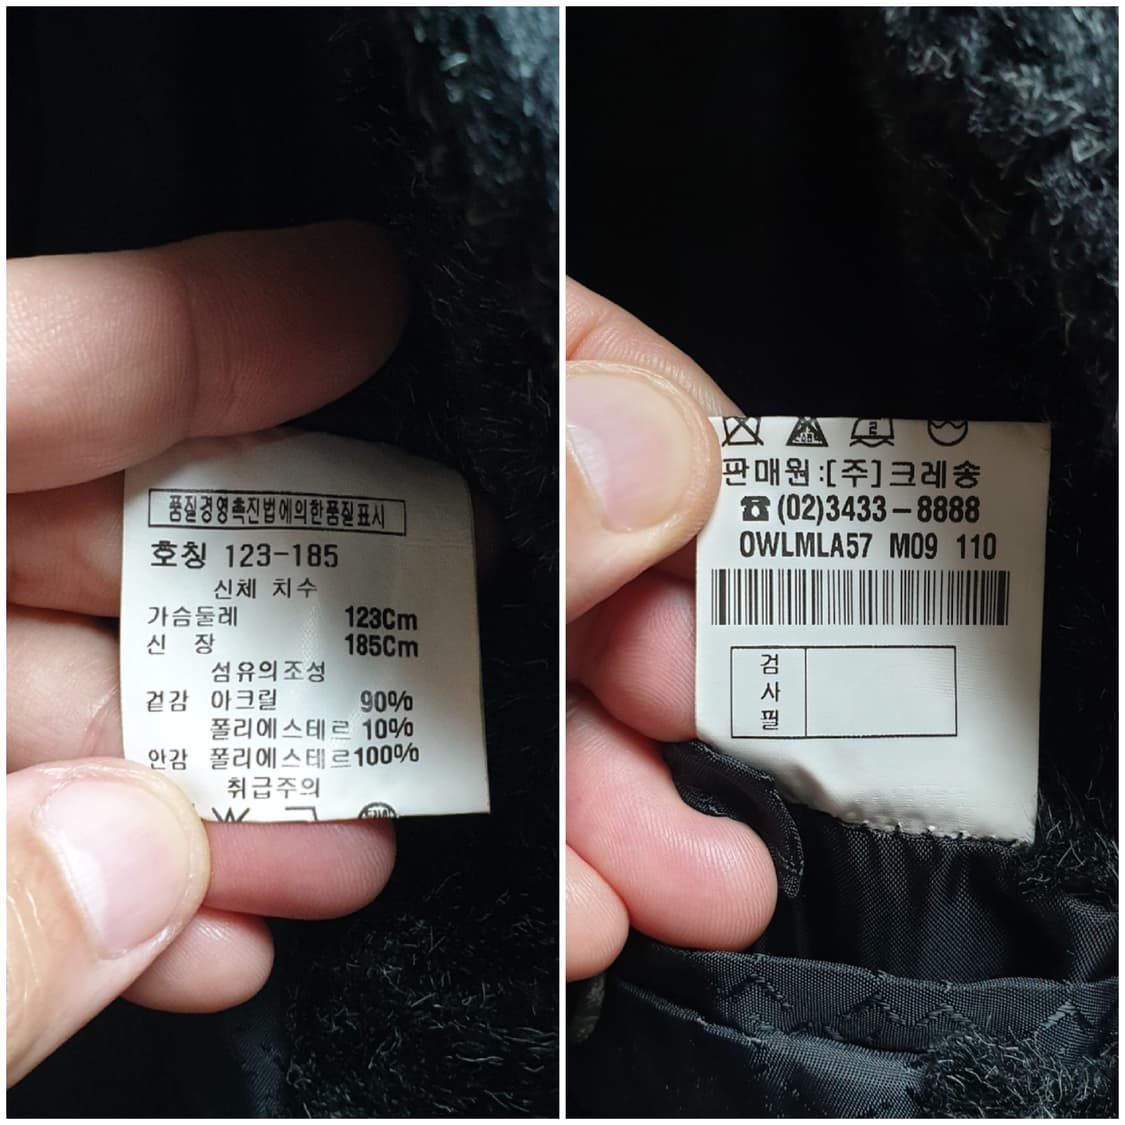 품질경영촉진법에의한품질표시
호칭 123-185
신체 치수
가슴둘레 123Cm
신 장 185Cm
섬유의조성
겉감 아크릴 90%
폴리에스테르 10%
안감 폴리에스테르 100%
취급주의
판매원:[주]크레송
☎(02)3433-8888
OWLMLA57 M09 110
검
사
필